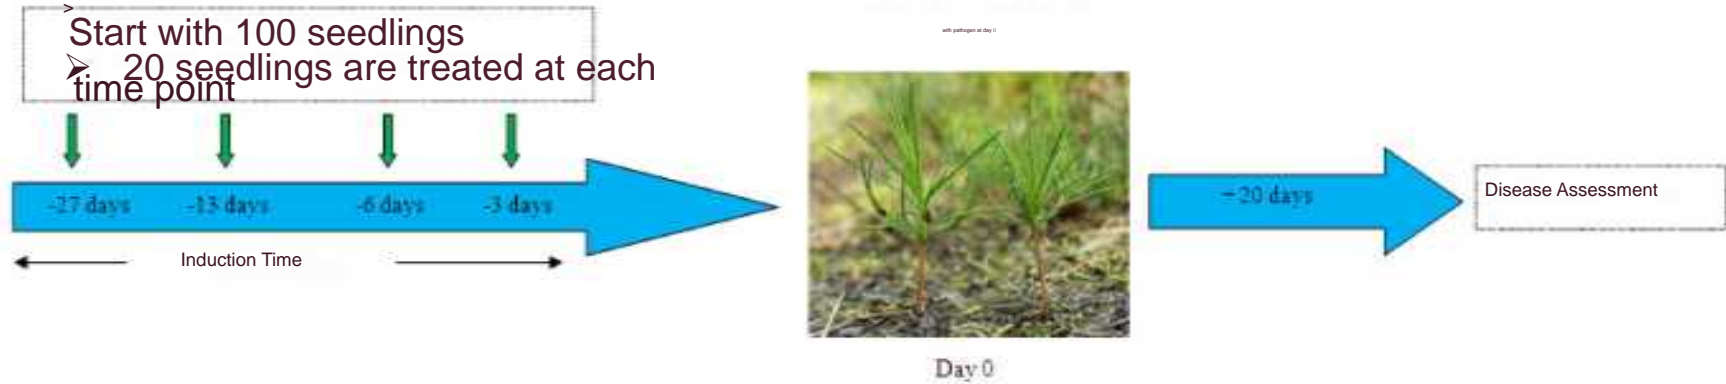 >
Start with 100 seedlings
➢ 20 seedlings are treated at each
time point
with pathogen at day 0
-27 days
-13 days
-6 days
-3 days
+20 days
Disease Assessment
Induction Time
Day 0